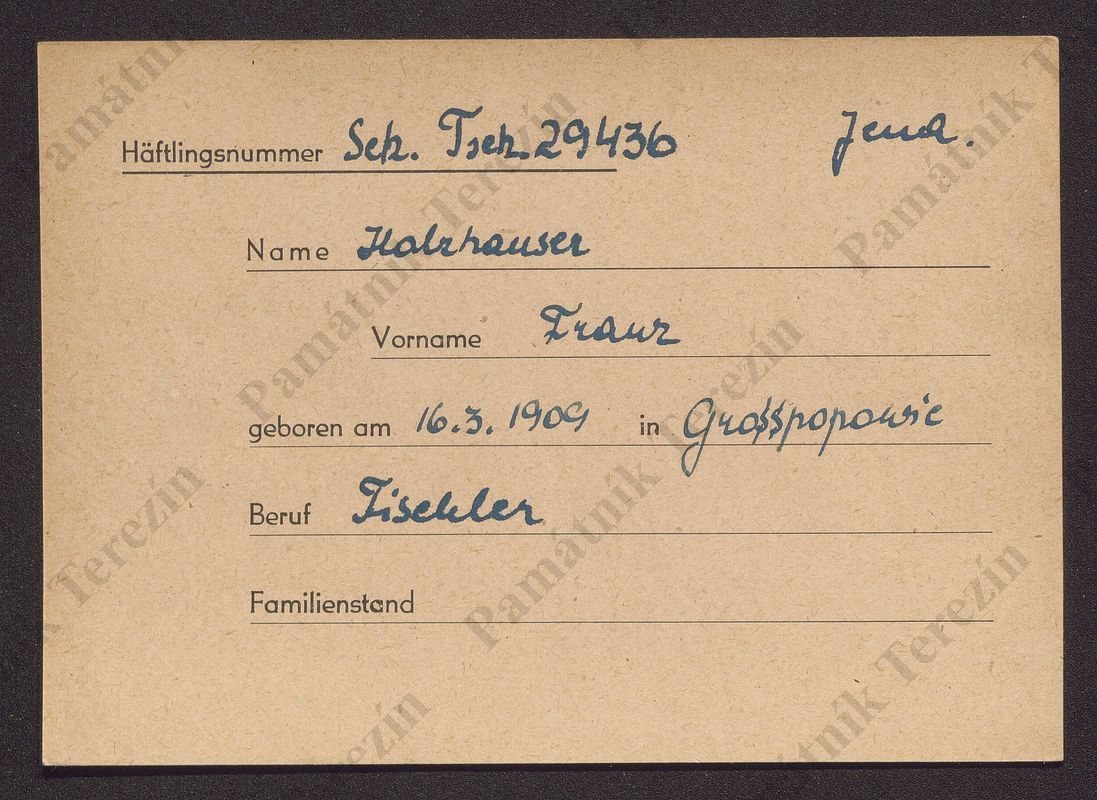 Häftlingsnummer Sch. Tsch. 29436 Jena.
Name Holzhauser
Vorname Franz
geboren am 16.3.1909 in Grosspopowic
Beruf Tischler
Familienstand
Památník Terezín